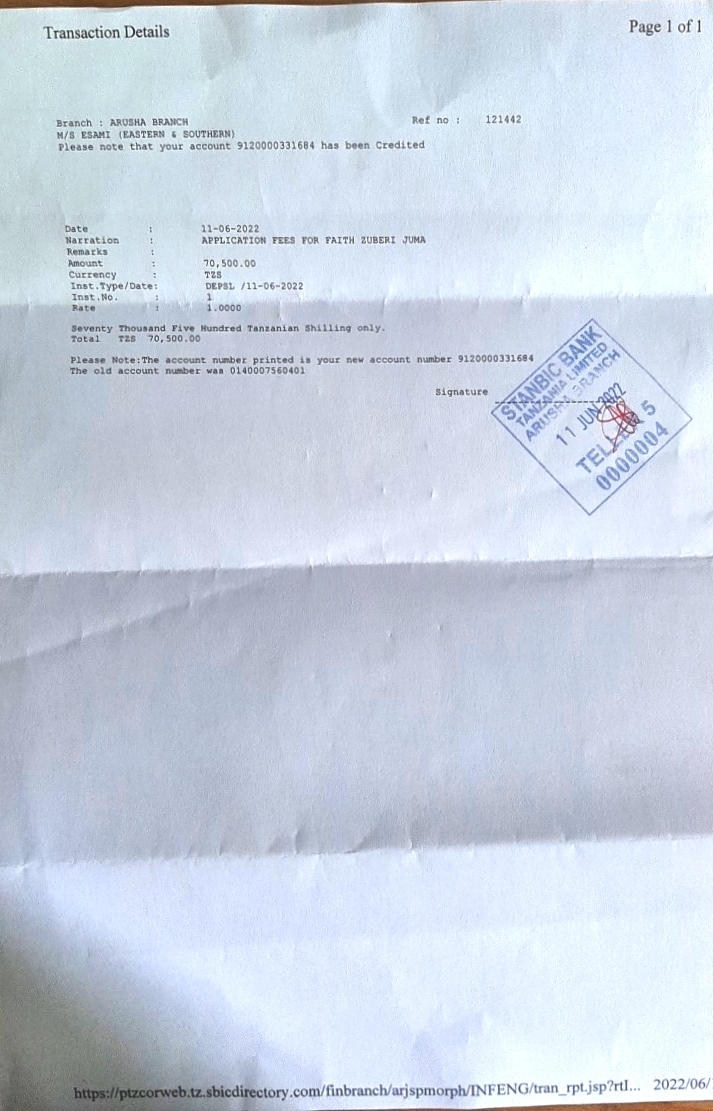 Transaction Details
Page 1 of 1
Branch : ARUSHA BRANCH Ref no : 121442
M/S ESAMI (EASTERN & SOUTHERN)
Please note that your account 9120000331684 has been Credited
Date : 11-06-2022
Narration : APPLICATION FEES FOR FAITH ZUBERI JUMA
Remarks :
Amount : 70,500.00
Currency : TZS
Inst.Type/Date: DEPSL /11-06-2022
Inst.No. : 1
Rate : 1.0000
Seventy Thousand Five Hundred Tanzanian Shilling only.
Total TZS 70,500.00
Please Note:The account number printed is your new account number 9120000331684
The old account number was 0140007560401
Signature
STANBIC BANK
TANZANIA LIMITED
ARUSHA BRANCH
11 JUN 2022
TELLER 5
0000004
https://ptzcorweb.tz.sbicdirectory.com/finbranch/arjspmorph/INFENG/tran_rpt.jsp?rtI... 2022/06/